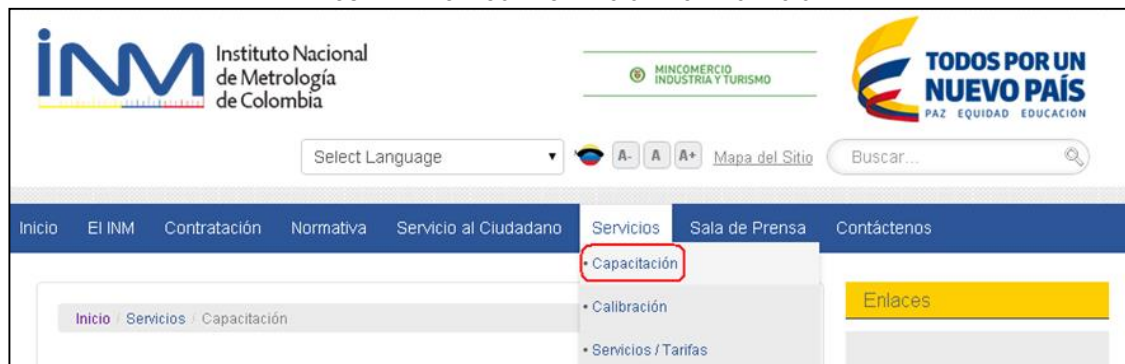 INM Instituto Nacional
de Metrología
de Colombia
MINCOMERCIO
INDUSTRIA Y TURISMO
TODOS POR UN
NUEVO PAÍS
PAZ EQUIDAD EDUCACIÓN
Select Language
A- A A+ Mapa del Sitio
Buscar...
Inicio El INM Contratación Normativa Servicio al Ciudadano Servicios Sala de Prensa Contáctenos
• Capacitación
• Calibración
• Servicios / Tarifas
Inicio / Servicios / Capacitación
Enlaces